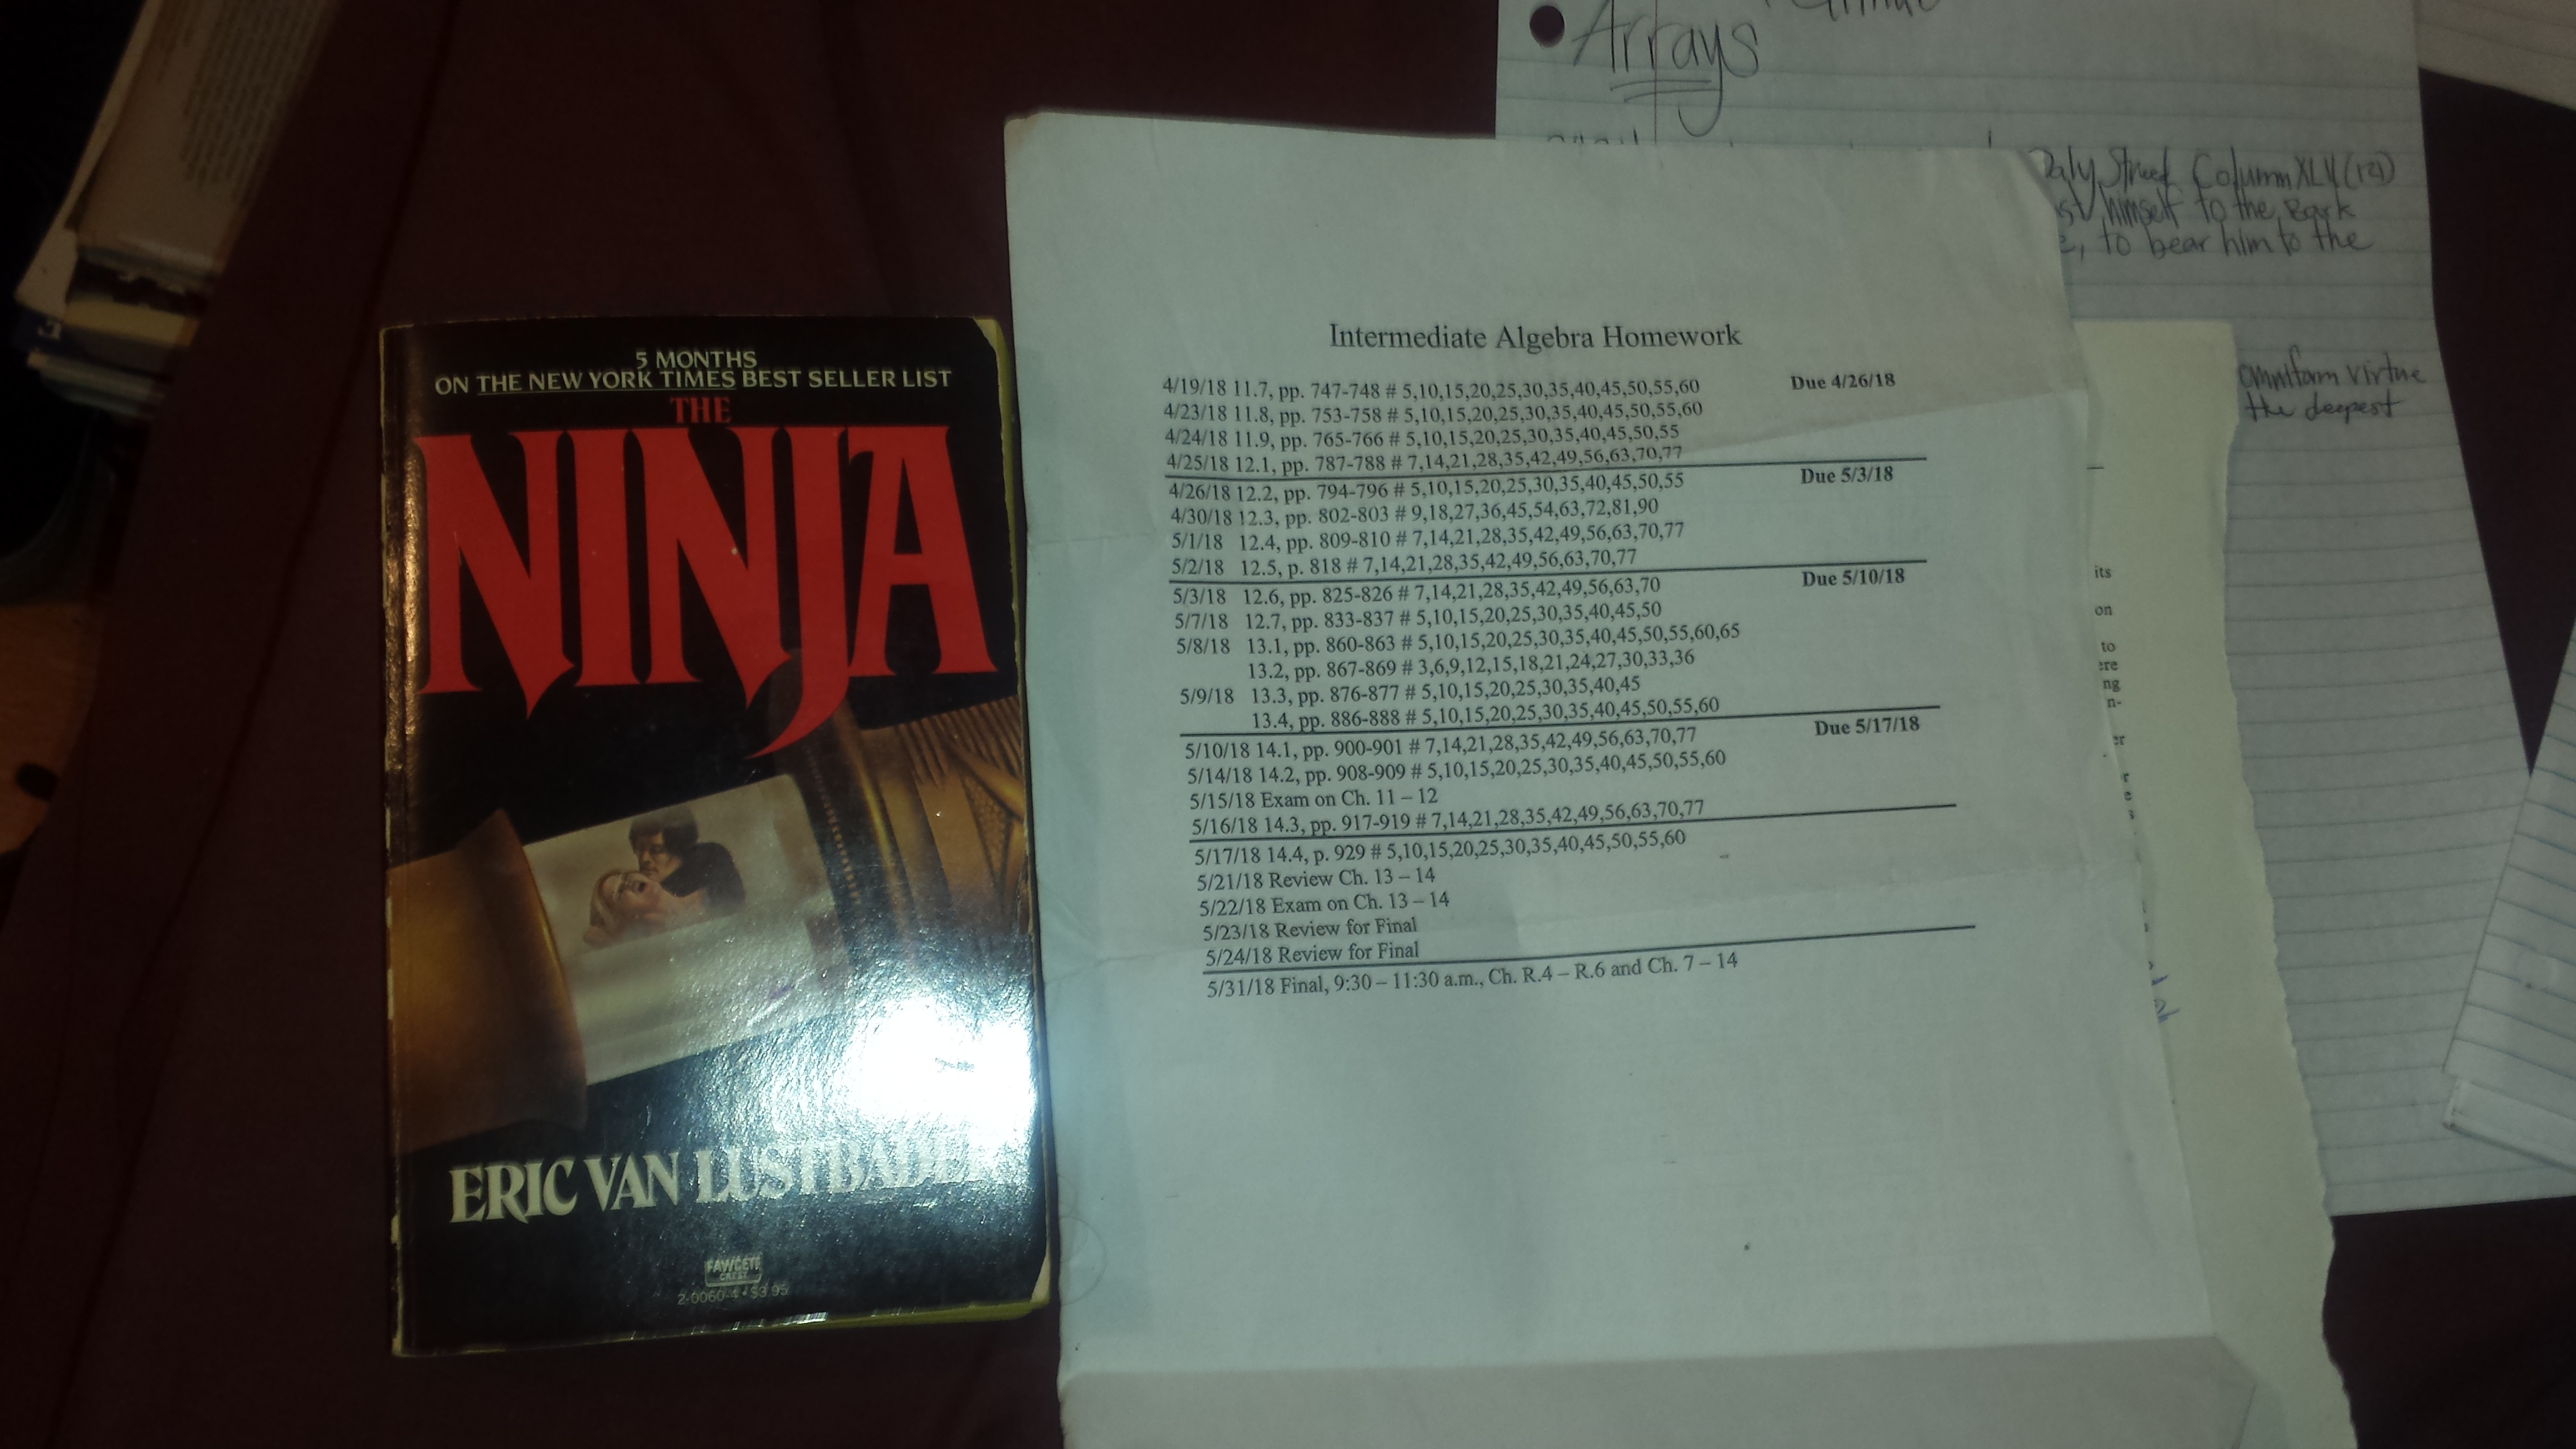 5 MONTHS
ON THE NEW YORK TIMES BEST SELLER LIST
THE
NINJA
ERIC VAN LUSTBADER
FAWCETT
CREST
2-0060-4 • $3.95
Intermediate Algebra Homework
4/19/18 11.7, pp. 747-748 # 5,10,15,20,25,30,35,40,45,50,55,60 Due 4/26/18
4/23/18 11.8, pp. 753-758 # 5,10,15,20,25,30,35,40,45,50,55,60
4/24/18 11.9, pp. 765-766 # 5,10,15,20,25,30,35,40,45,50,55
4/25/18 12.1, pp. 787-788 # 7,14,21,28,35,42,49,56,63,70,77
4/26/18 12.2, pp. 794-796 # 5,10,15,20,25,30,35,40,45,50,55 Due 5/3/18
4/30/18 12.3, pp. 802-803 # 9,18,27,36,45,54,63,72,81,90
5/1/18 12.4, pp. 809-810 # 7,14,21,28,35,42,49,56,63,70,77
5/2/18 12.5, p. 818 # 7,14,21,28,35,42,49,56,63,70,77
5/3/18 12.6, pp. 825-826 # 7,14,21,28,35,42,49,56,63,70 Due 5/10/18
5/7/18 12.7, pp. 833-837 # 5,10,15,20,25,30,35,40,45,50
5/8/18 13.1, pp. 860-863 # 5,10,15,20,25,30,35,40,45,50,55,60,65
13.2, pp. 867-869 # 3,6,9,12,15,18,21,24,27,30,33,36
5/9/18 13.3, pp. 876-877 # 5,10,15,20,25,30,35,40,45
13.4, pp. 886-888 # 5,10,15,20,25,30,35,40,45,50,55,60
5/10/18 14.1, pp. 900-901 # 7,14,21,28,35,42,49,56,63,70,77 Due 5/17/18
5/14/18 14.2, pp. 908-909 # 5,10,15,20,25,30,35,40,45,50,55,60
5/15/18 Exam on Ch. 11 – 12
5/16/18 14.3, pp. 917-919 # 7,14,21,28,35,42,49,56,63,70,77
5/17/18 14.4, p. 929 # 5,10,15,20,25,30,35,40,45,50,55,60
5/21/18 Review Ch. 13 – 14
5/22/18 Exam on Ch. 13 – 14
5/23/18 Review for Final
5/24/18 Review for Final
5/31/18 Final, 9:30 – 11:30 a.m., Ch. R.4 – R.6 and Ch. 7 – 14
Arrays
Street Column
himself to the
to bear him to the
omniform virtue
the deepest
its
on
to